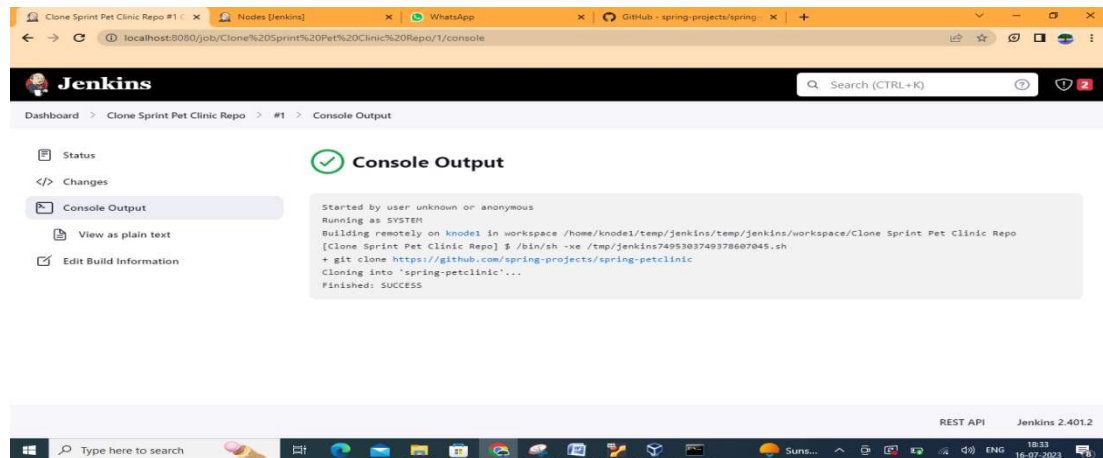 Clone Sprint Pet Clinic Repo #1 C
Nodes [Jenkins]
WhatsApp
GitHub - spring-projects/spring-
localhost:8080/job/Clone%20Sprint%20Pet%20Clinic%20Repo/1/console
Jenkins
Search (CTRL+K)
2
Dashboard > Clone Sprint Pet Clinic Repo > #1 > Console Output
Status
</> Changes
Console Output
View as plain text
Edit Build Information
Console Output
Started by user unknown or anonymous
Running as SYSTEM
Building remotely on knode1 in workspace /home/knode1/temp/jenkins/temp/jenkins/workspace/Clone Sprint Pet Clinic Repo
[Clone Sprint Pet Clinic Repo] $ /bin/sh -xe /tmp/jenkins7495303749378607045.sh
+ git clone https://github.com/spring-projects/spring-petclinic
Cloning into 'spring-petclinic'...
Finished: SUCCESS
REST API
Jenkins 2.401.2
Type here to search
Suns...
ENG
18:33
16-07-2023